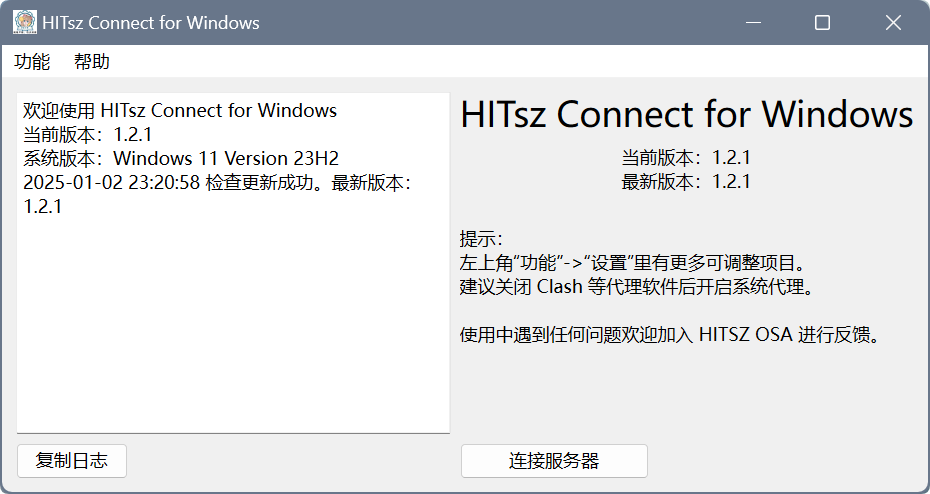 HITsz Connect for Windows
功能 帮助
欢迎使用 HITsz Connect for Windows
当前版本：1.2.1
系统版本：Windows 11 Version 23H2
2025-01-02 23:20:58 检查更新成功。最新版本：
1.2.1
复制日志
HITsz Connect for Windows
当前版本：1.2.1
最新版本：1.2.1
提示：
左上角“功能”->“设置”里有更多可调整项目。
建议关闭 Clash 等代理软件后开启系统代理。
使用中遇到任何问题欢迎加入 HITSZ OSA 进行反馈。
连接服务器